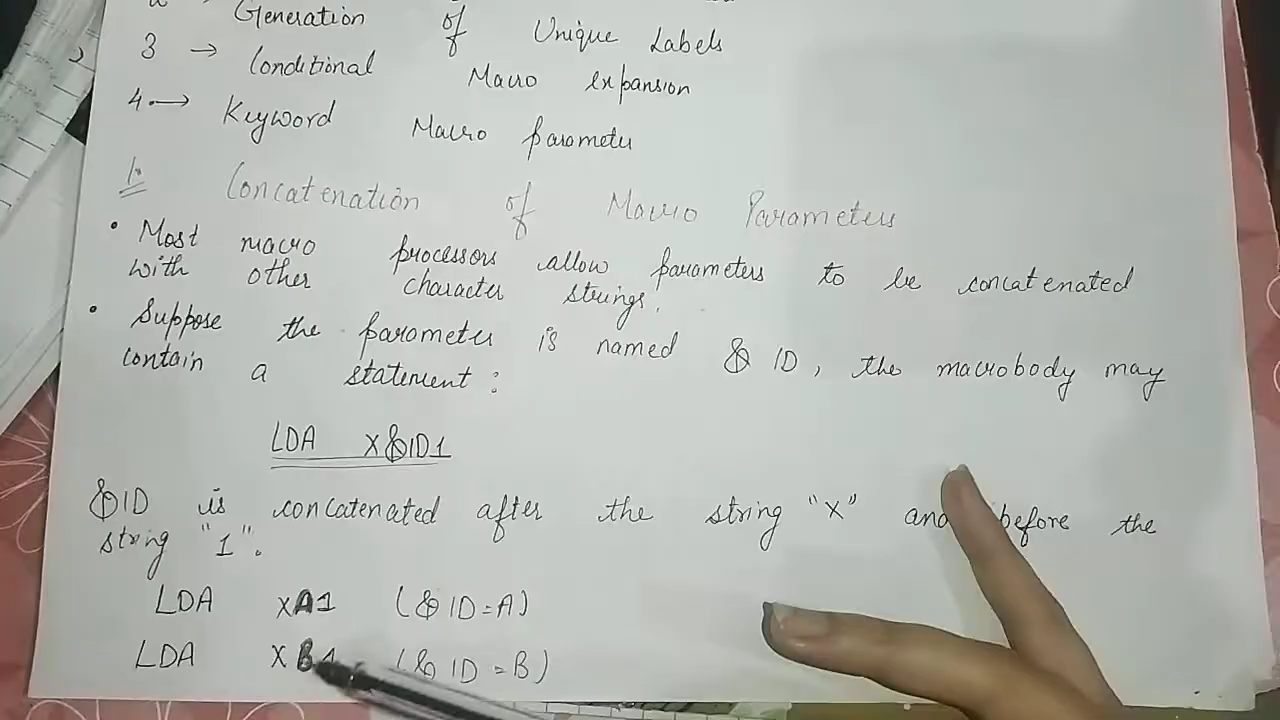 Generation of Unique Labels
3 → Conditional Macro expansion
4. → Keyword Macro parameter
1. Concatenation of Macro Parameters
• Most macro processors allow parameters to be concatenated
with other character strings.
• Suppose the parameter is named &ID, the macrobody may
contain a statement :
LDA X&ID1
&ID is concatenated after the string "X" and before the
string "1".
LDA XA1 (&ID=A)
LDA XB1 (&ID=B)